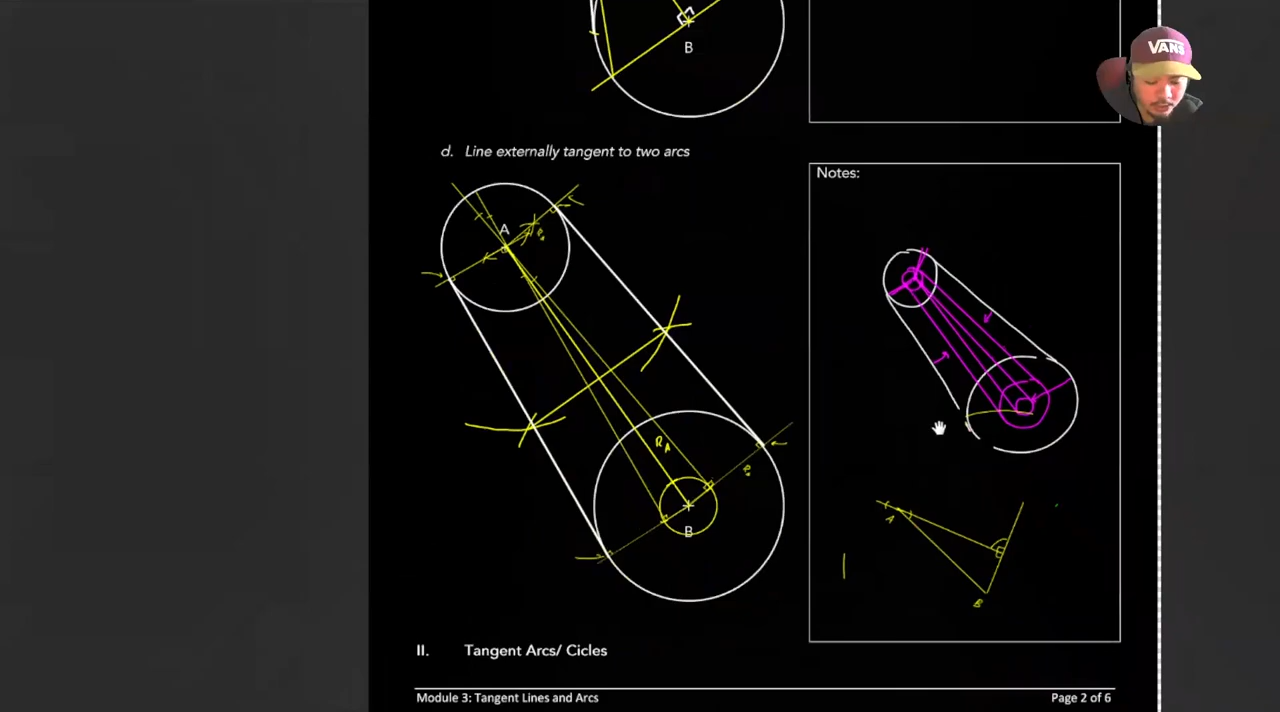 VANS
B
d. Line externally tangent to two arcs
Notes:
A
R_A
B
A
B
II. Tangent Arcs/ Cicles
Module 3: Tangent Lines and Arcs Page 2 of 6